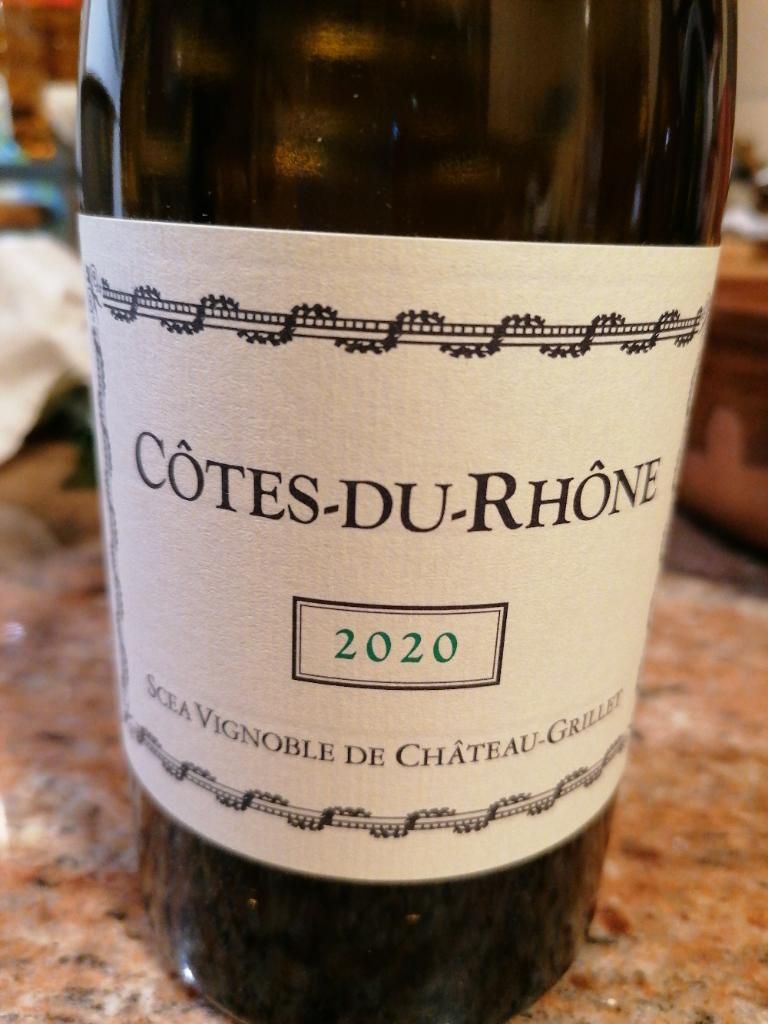 CÔTES-DU-RHÔNE
2020
SCEA VIGNOBLE DE CHÂTEAU-GRILLET